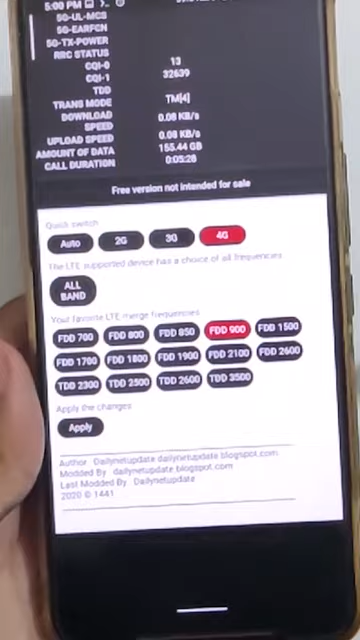 5:00 PM
5G-UL-MCS
5G-EARFCN
5G-TX-POWER
RRC STATUS
CQI-0 13
CQI-1 32639
TDD
TRANS MODE TM[4]
DOWNLOAD SPEED 0.08 KB/s
UPLOAD SPEED 0.08 KB/s
AMOUNT OF DATA 155.44 GB
CALL DURATION 0:05:28
Free version not intended for sale
Quick switch
Auto 2G 3G 4G
The LTE supported device has a choice of all frequencies
ALL
BAND
Your favorite LTE merge frequencies
FDD 700 FDD 800 FDD 850 FDD 900 FDD 1500
FDD 1700 FDD 1800 FDD 1900 FDD 2100 FDD 2600
TDD 2300 TDD 2500 TDD 2600 TDD 3500
Apply the changes
Apply
Author : Dailynetupdate dailynetupdate.blogspot.com
Modded By : dailynetupdate.blogspot.com
Last Modded By : Dailynetupdate
2020 © 1441